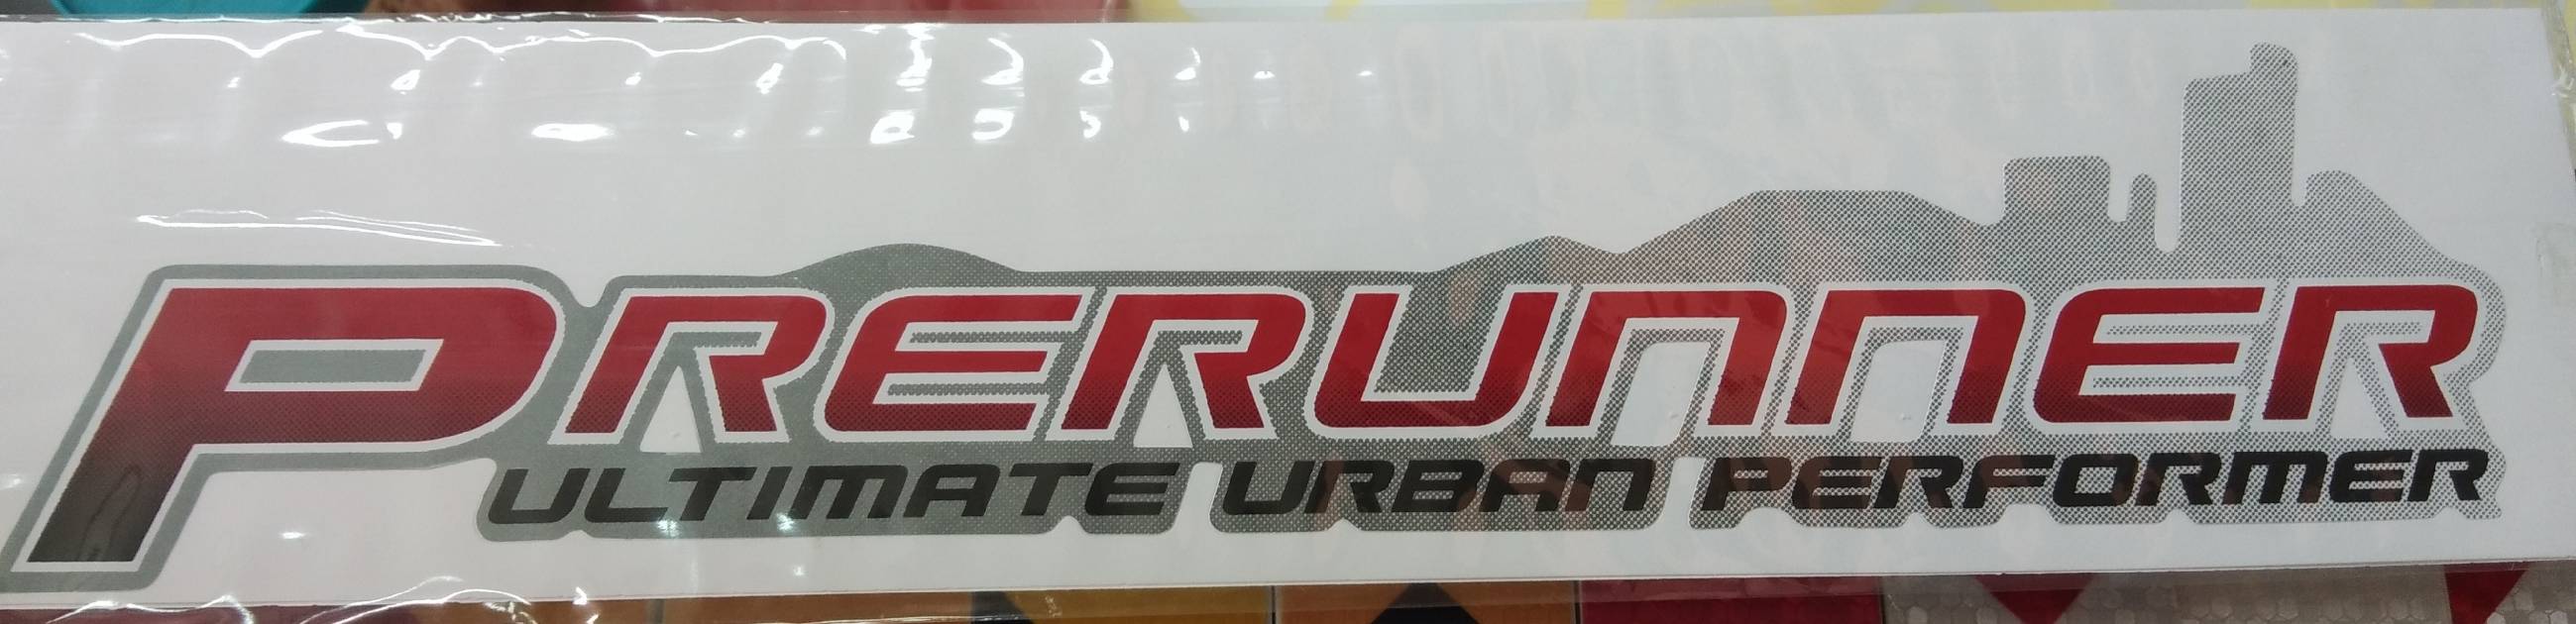 PRERUNNER
ULTIMATE URBAN PERFORMER